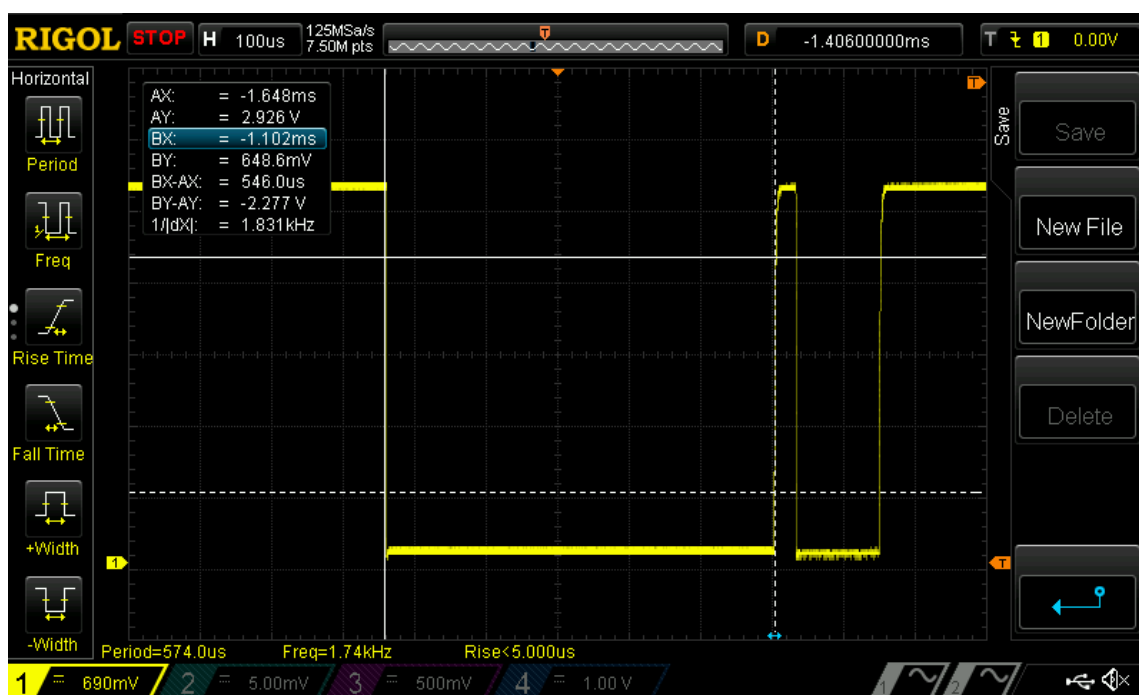 RIGOL STOP H 100us 125MSa/s 7.50M pts D -1.40600000ms T 1 0.00V
Horizontal
Period
Freq
Rise Time
Fall Time
+Width
-Width
AX: = -1.648ms
AY: = 2.926 V
BX: = -1.102ms
BY: = 648.6mV
BX-AX: = 546.0us
BY-AY: = -2.277 V
1/|dX|: = 1.831kHz
T
T
1
T
Save
Save
New File
NewFolder
Delete
Period=574.0us Freq=1.74kHz Rise<5.000us
1 = 690mV 2 = 5.00mV 3 = 500mV 4 = 1.00 V 1 2